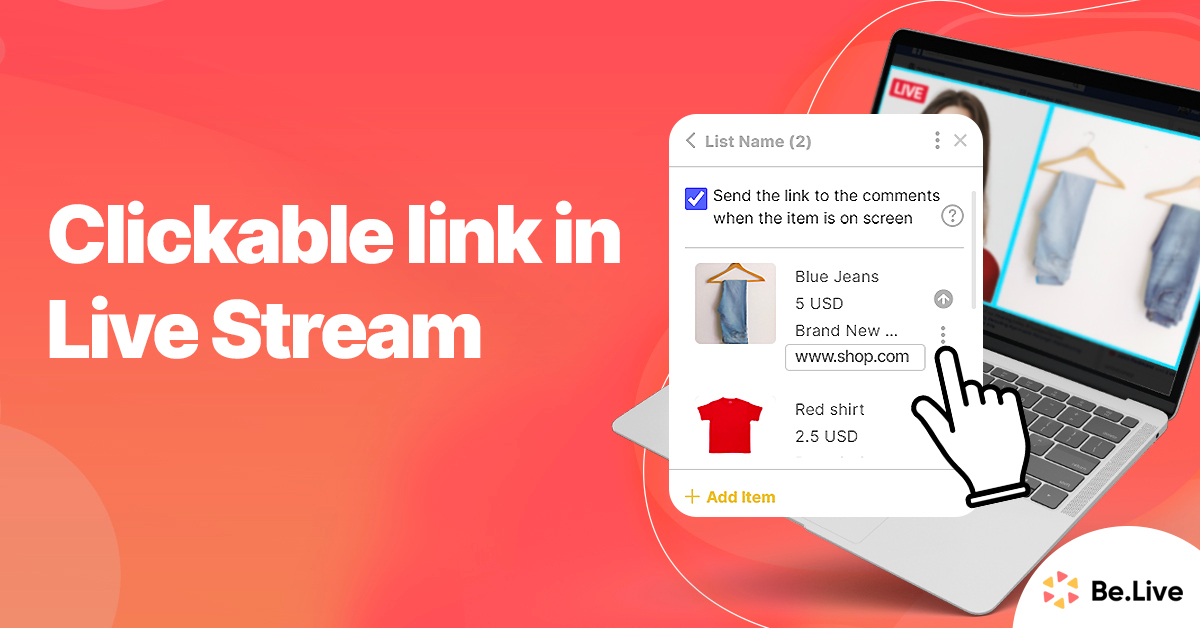 Clickable link in
Live Stream
LIVE
List Name (2)
Send the link to the comments
when the item is on screen
?
Blue Jeans
5 USD
Brand New ...
www.shop.com
Red shirt
2.5 USD
+ Add Item
Be.Live